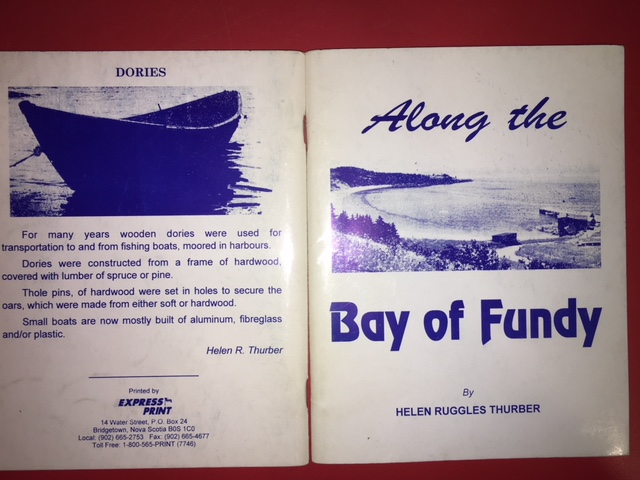 DORIES
For many years wooden dories were used for
transportation to and from fishing boats, moored in harbours.
Dories were constructed from a frame of hardwood,
covered with lumber of spruce or pine.
Thole pins, of hardwood were set in holes to secure the
oars, which were made from either soft or hardwood.
Small boats are now mostly built of aluminum, fibreglass
and/or plastic.
Helen R. Thurber
Printed by
EXPRESS
PRINT
14 Water Street, P.O. Box 24
Bridgetown, Nova Scotia B0S 1C0
Local: (902) 665-2753 Fax: (902) 665-4677
Toll Free: 1-800-565-PRINT (7746)
Along the
Bay of Fundy
By
HELEN RUGGLES THURBER